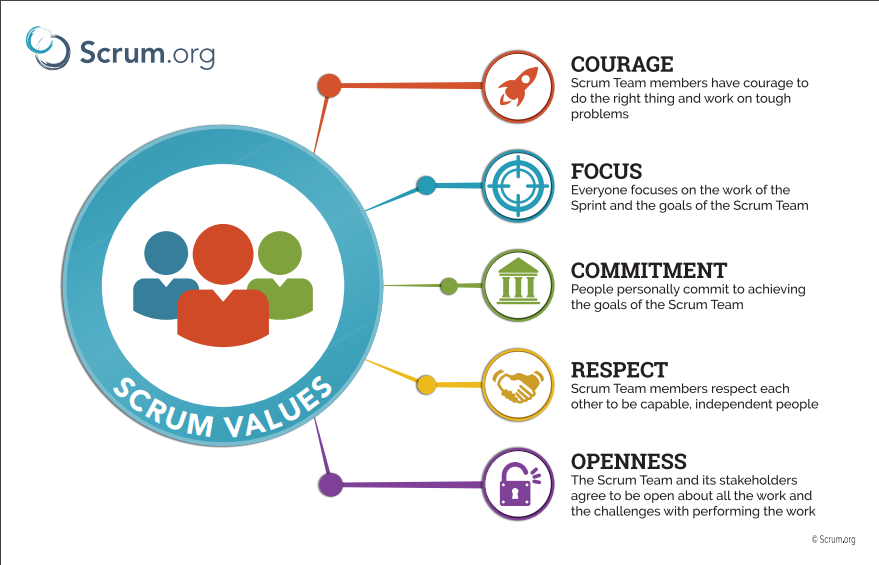 Scrum.org
COURAGE
Scrum Team members have courage to
do the right thing and work on tough
problems
FOCUS
Everyone focuses on the work of the
Sprint and the goals of the Scrum Team
COMMITMENT
People personally commit to achieving
the goals of the Scrum Team
RESPECT
Scrum Team members respect each
other to be capable, independent people
OPENNESS
The Scrum Team and its stakeholders
agree to be open about all the work and
the challenges with performing the work
SCRUM VALUES
© Scrum.org